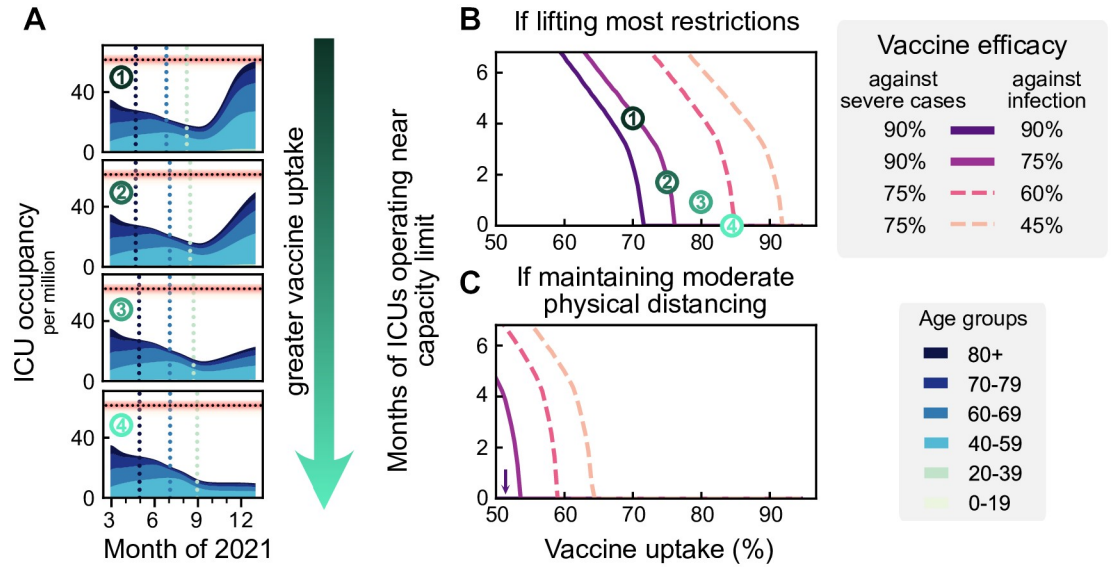 A
1
40
0
2
40
0
3
40
0
4
40
0
3 6 9 12
Month of 2021
ICU occupancy
per million
greater vaccine uptake
B
If lifting most restrictions
6
4
2
0
50 60 70 80 90
1
2
3
4
Months of ICUs operating near
capacity limit
C
If maintaining moderate
physical distancing
6
4
2
0
50 60 70 80 90
Vaccine uptake (%)
Vaccine efficacy
against severe cases
against infection
90% 90%
90% 75%
75% 60%
75% 45%
Age groups
80+
70-79
60-69
40-59
20-39
0-19